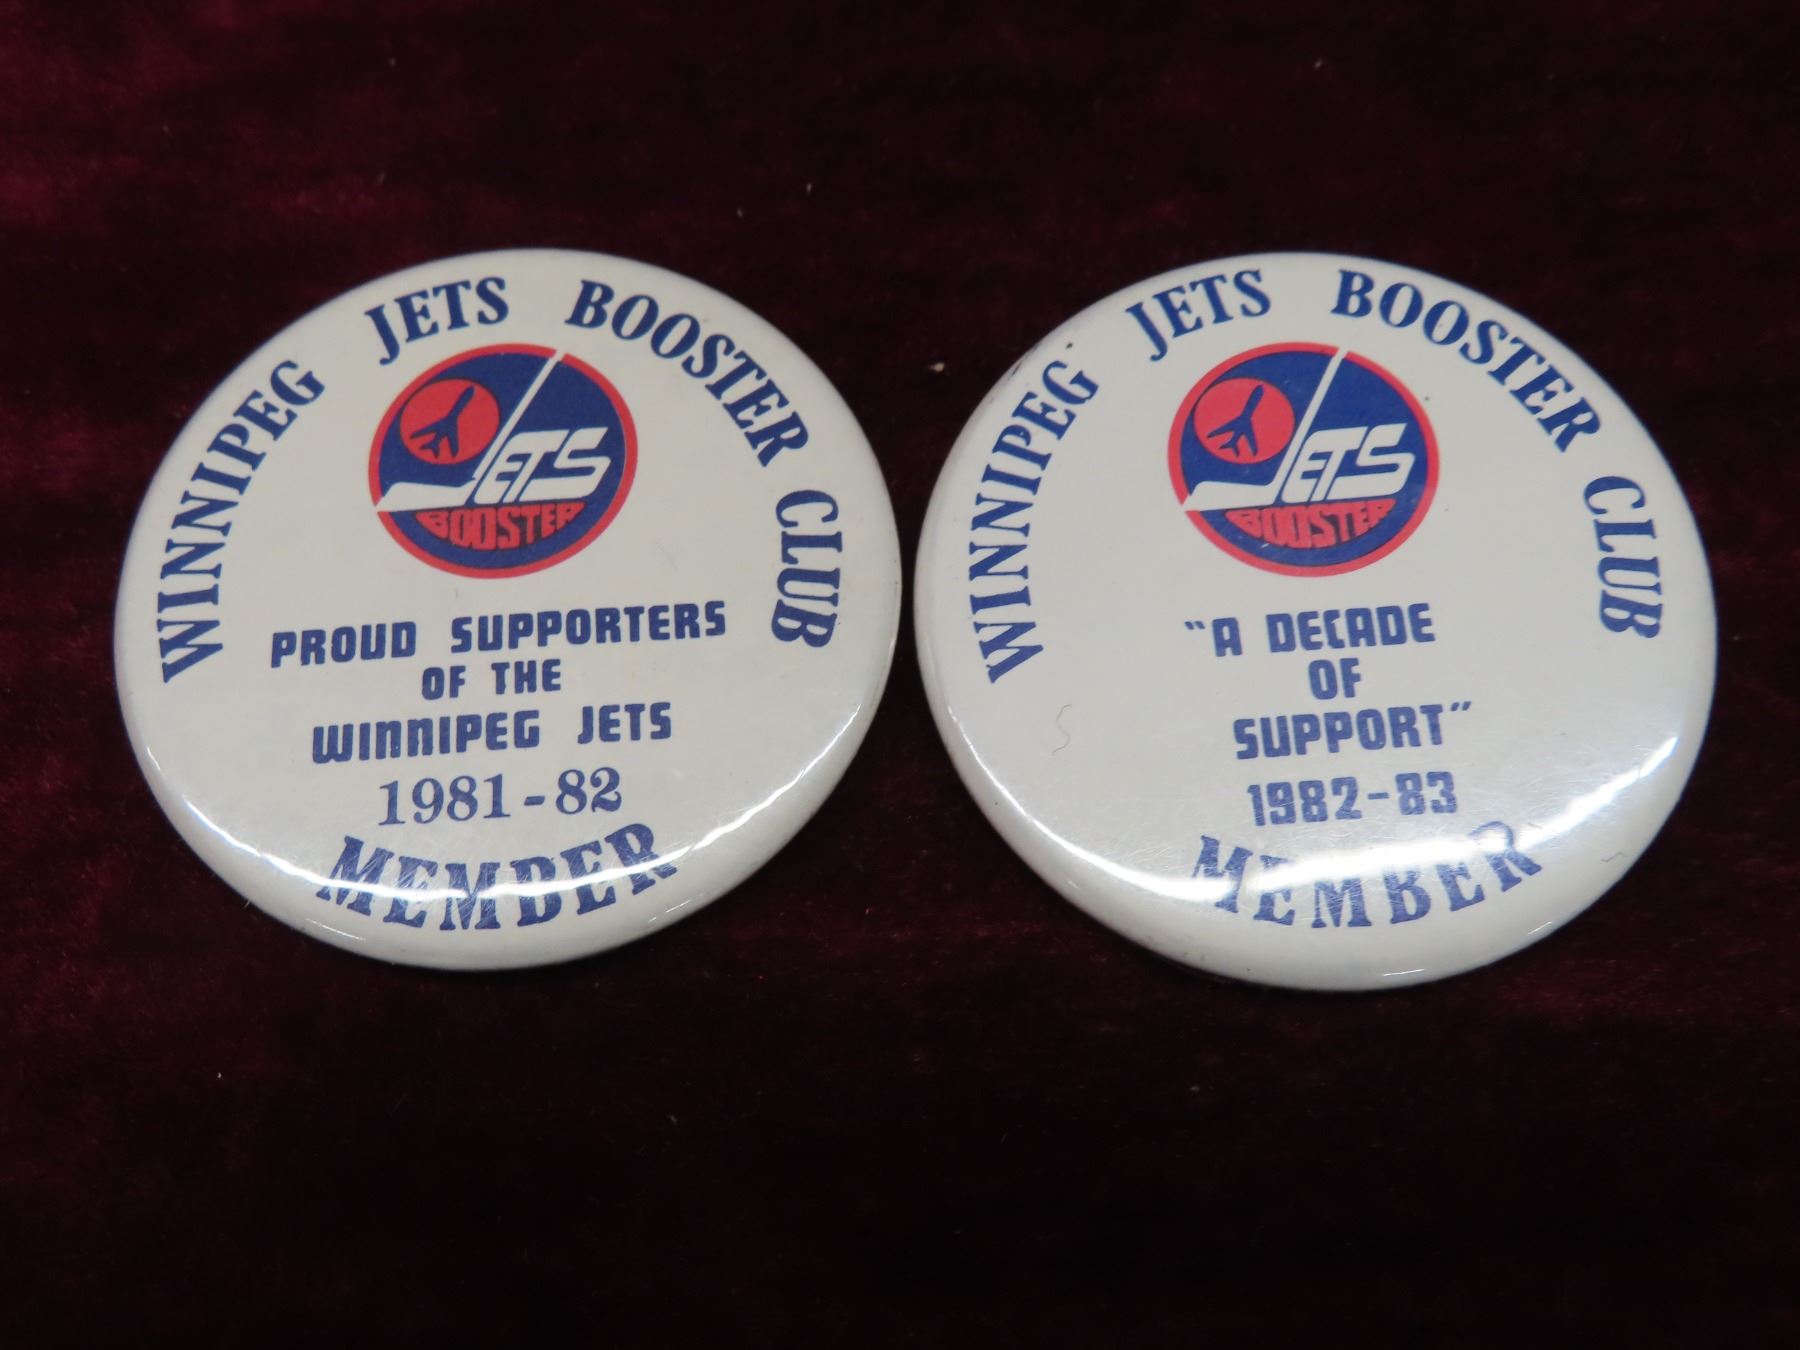 WINNIPEG JETS BOOSTER CLUB
JETS
BOOSTER
PROUD SUPPORTERS
OF THE
WINNIPEG JETS
1981-82
MEMBER
WINNIPEG JETS BOOSTER CLUB
JETS
BOOSTER
"A DECADE
OF
SUPPORT"
1982-83
MEMBER